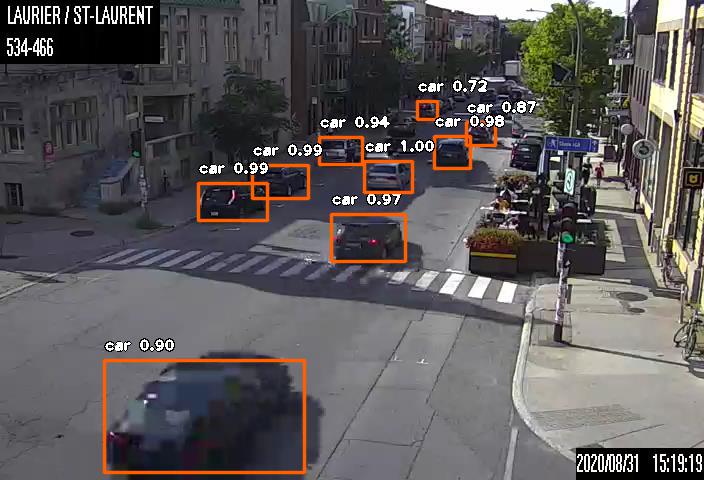 LAURIER / ST-LAURENT
534-466
car 0.72
car 0.87
car 0.94
car 0.98
car 0.99
car 1.00
car 0.99
car 0.97
car 0.90
2020/08/31 15:19:19